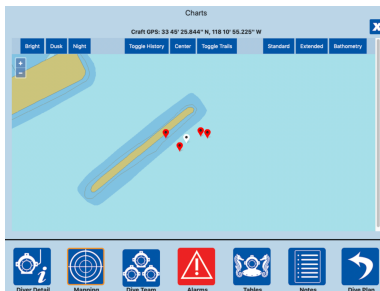 Charts
X
Craft GPS: 33 45' 25.844" N, 118 10' 55.225" W
Bright Dusk Night Toggle History Center Toggle Trails Standard Extended Bathometry
+
−
Diver Detail Mapping Dive Team Alarms Tables Notes Dive Plan